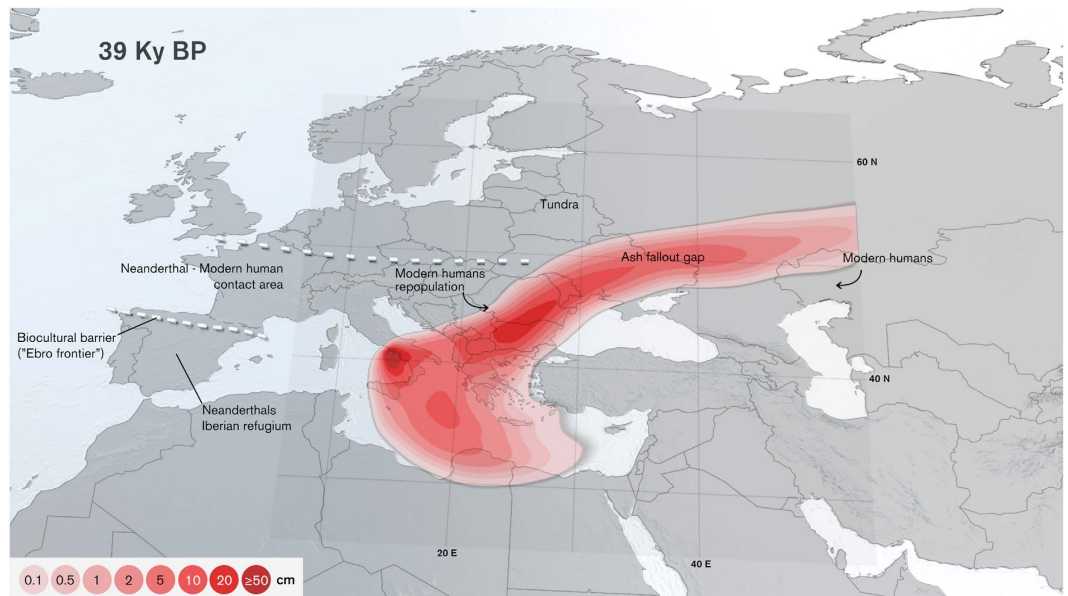 39 Ky BP
60 N
Tundra
Ash fallout gap
Modern humans
Neanderthal - Modern human
contact area
Modern humans
repopulation
Biocultural barrier
("Ebro frontier")
40 N
Neanderthals
Iberian refugium
20 E
40 E
0.1 0.5 1 2 5 10 20 ≥50 cm